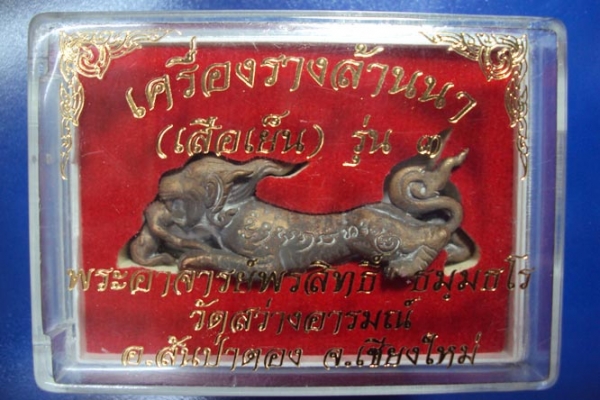 เครื่องรางล้านนา
(เสือเย็น) รุ่น ๓
พระอาจารย์พรสิทธิ์ ธมฺมธโร
วัดสว่างอารมณ์
อ.สันป่าตอง จ.เชียงใหม่